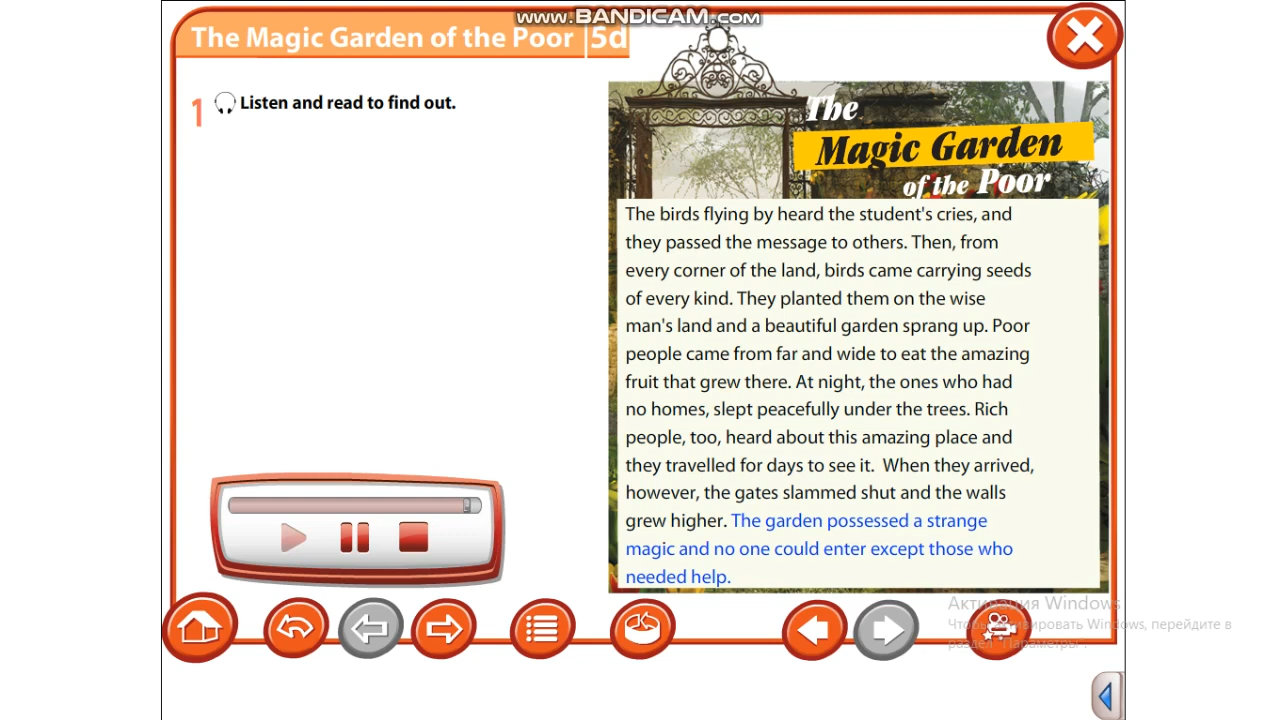 www.BANDICAM.com
The Magic Garden of the Poor 5d
1 Listen and read to find out.
The
Magic Garden
of the Poor
The birds flying by heard the student's cries, and
they passed the message to others. Then, from
every corner of the land, birds came carrying seeds
of every kind. They planted them on the wise
man's land and a beautiful garden sprang up. Poor
people came from far and wide to eat the amazing
fruit that grew there. At night, the ones who had
no homes, slept peacefully under the trees. Rich
people, too, heard about this amazing place and
they travelled for days to see it. When they arrived,
however, the gates slammed shut and the walls
grew higher. The garden possessed a strange
magic and no one could enter except those who
needed help.
Активация Windows
Чтобы активировать Windows, перейдите в
раздел "Параметры".